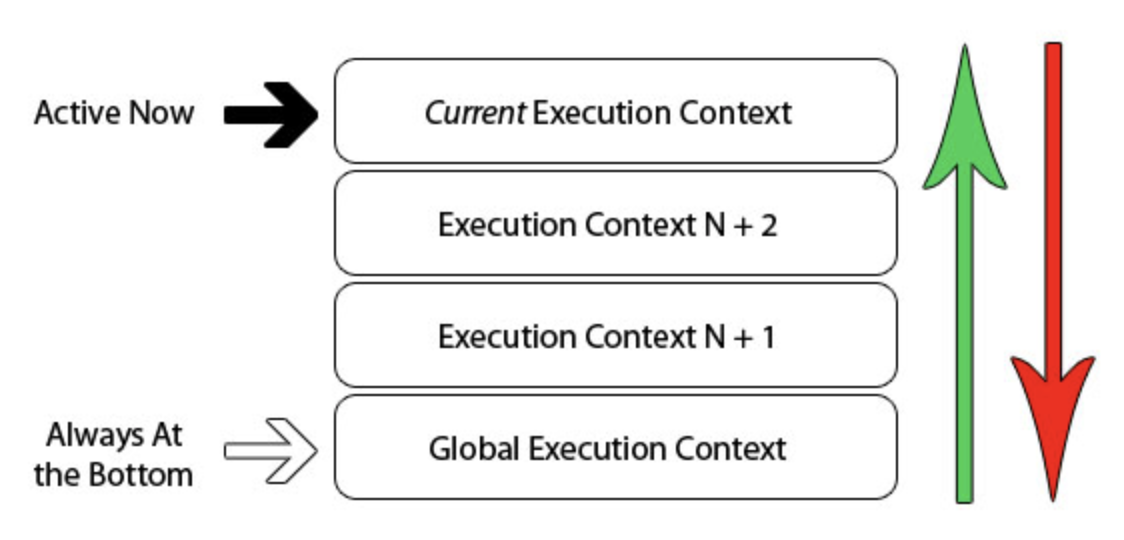 Active Now
Current Execution Context
Execution Context N + 2
Execution Context N + 1
Always At
the Bottom
Global Execution Context